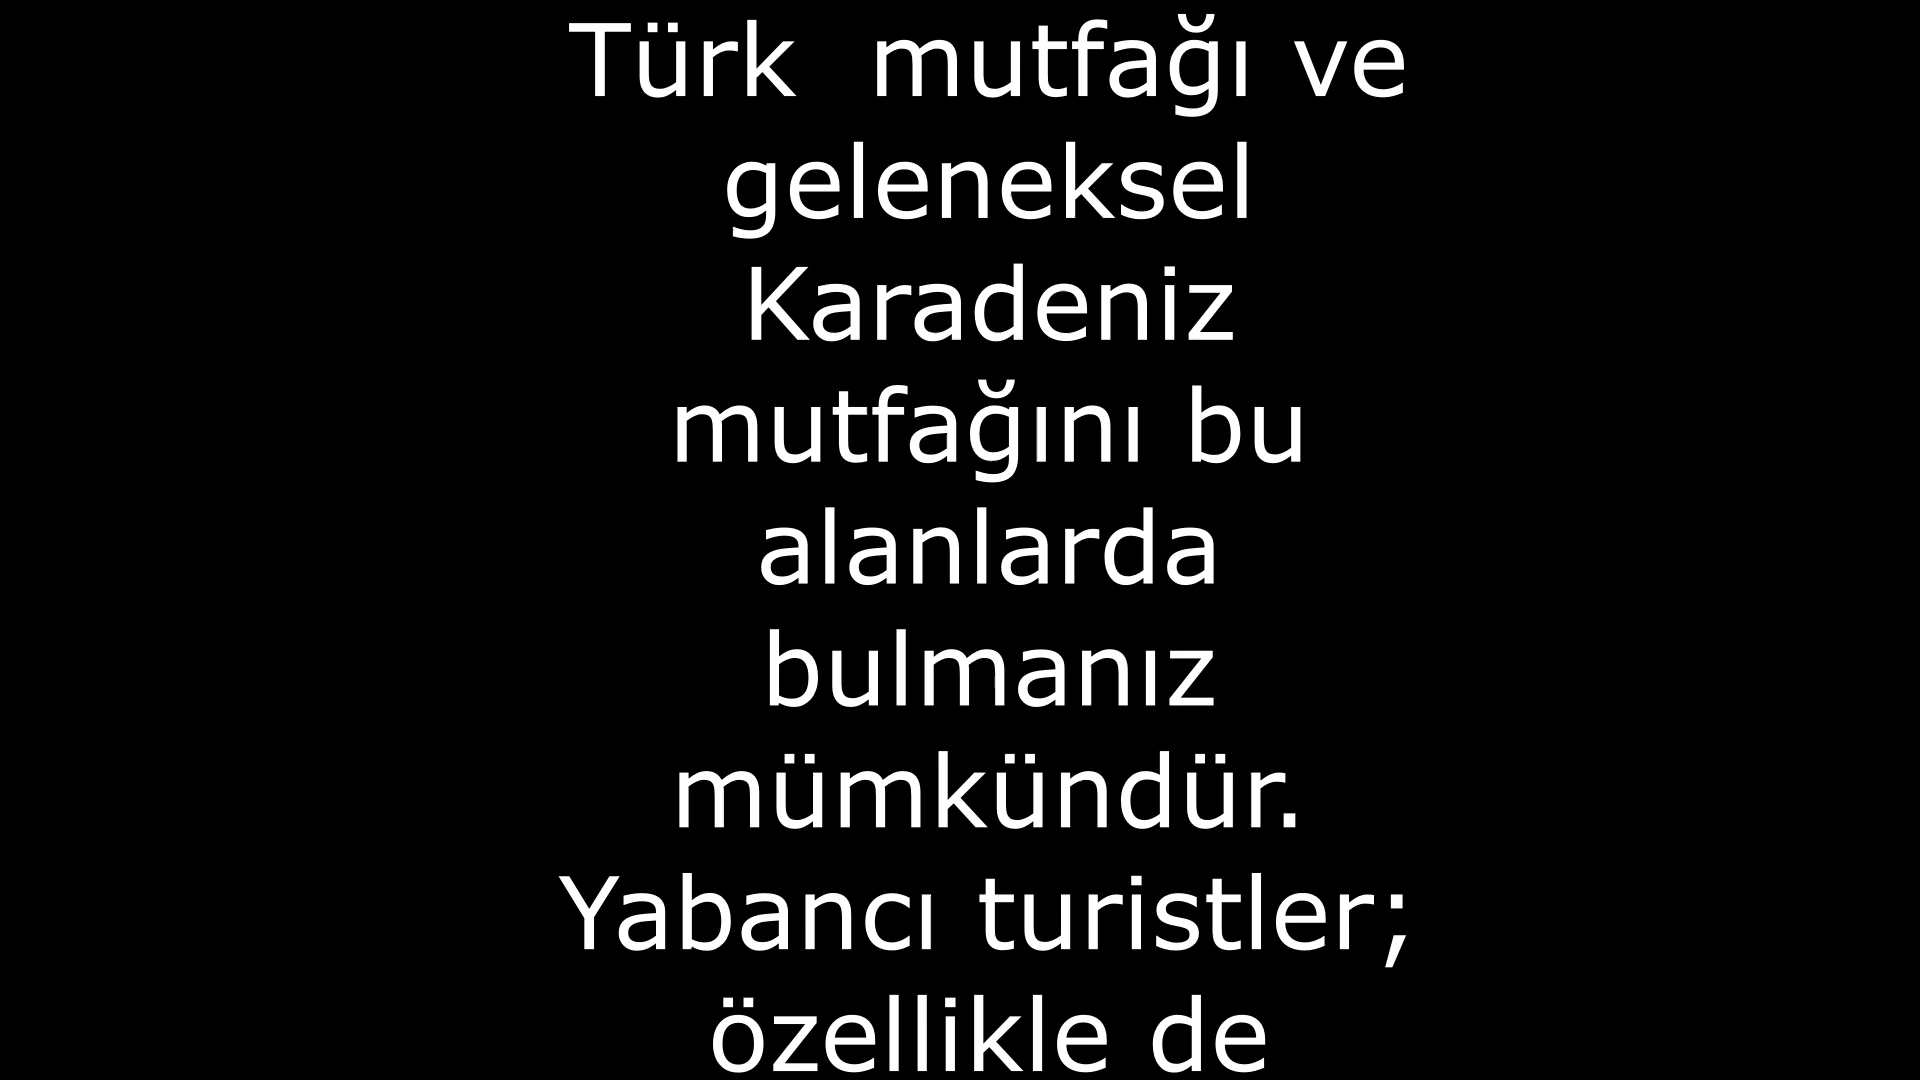 Türk  mutfağı ve
geleneksel
Karadeniz
mutfağını bu
alanlarda
bulmanız
mümkündür.
Yabancı turistler;
özellikle de